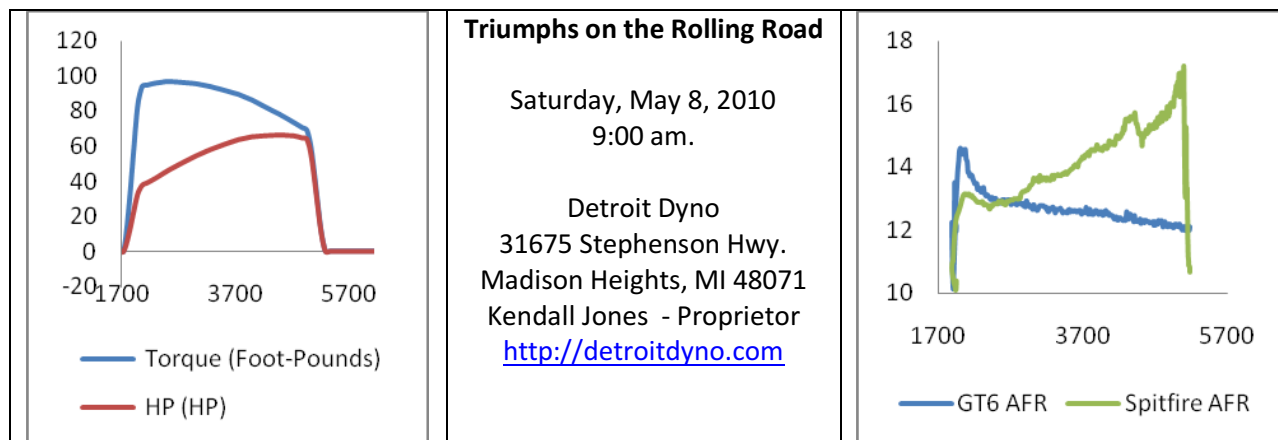 120
100
80
60
40
20
0
-20
1700 3700 5700
Torque (Foot-Pounds)
HP (HP)
Triumphs on the Rolling Road
Saturday, May 8, 2010
9:00 am.
Detroit Dyno
31675 Stephenson Hwy.
Madison Heights, MI 48071
Kendall Jones - Proprietor
http://detroitdyno.com
18
16
14
12
10
1700 3700 5700
GT6 AFR Spitfire AFR